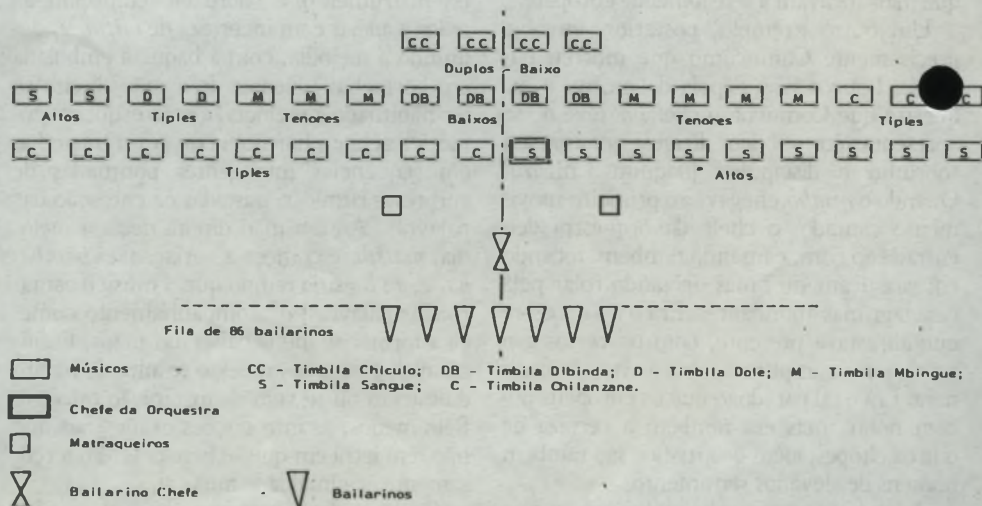 CC CC CC CC
Duplos - Baixo
S S D D M M M DB DB DB DB M M M M C C C
Altos Tiples Tenores Baixos Tenores Tiples
C C C C C C C C C S S S S S S S S S
Tiples Altos
Fila de 86 bailarinos
Músicos CC - Timbila Chiculo; DB - Timbila Dibinda; D - Timbila Dole; M - Timbila Mbingue;
S - Timbila Sangue; C - Timbila Chilanzane.
Chefe da Orquestra
Matraqueiros
Bailarino Chefe Bailarinos